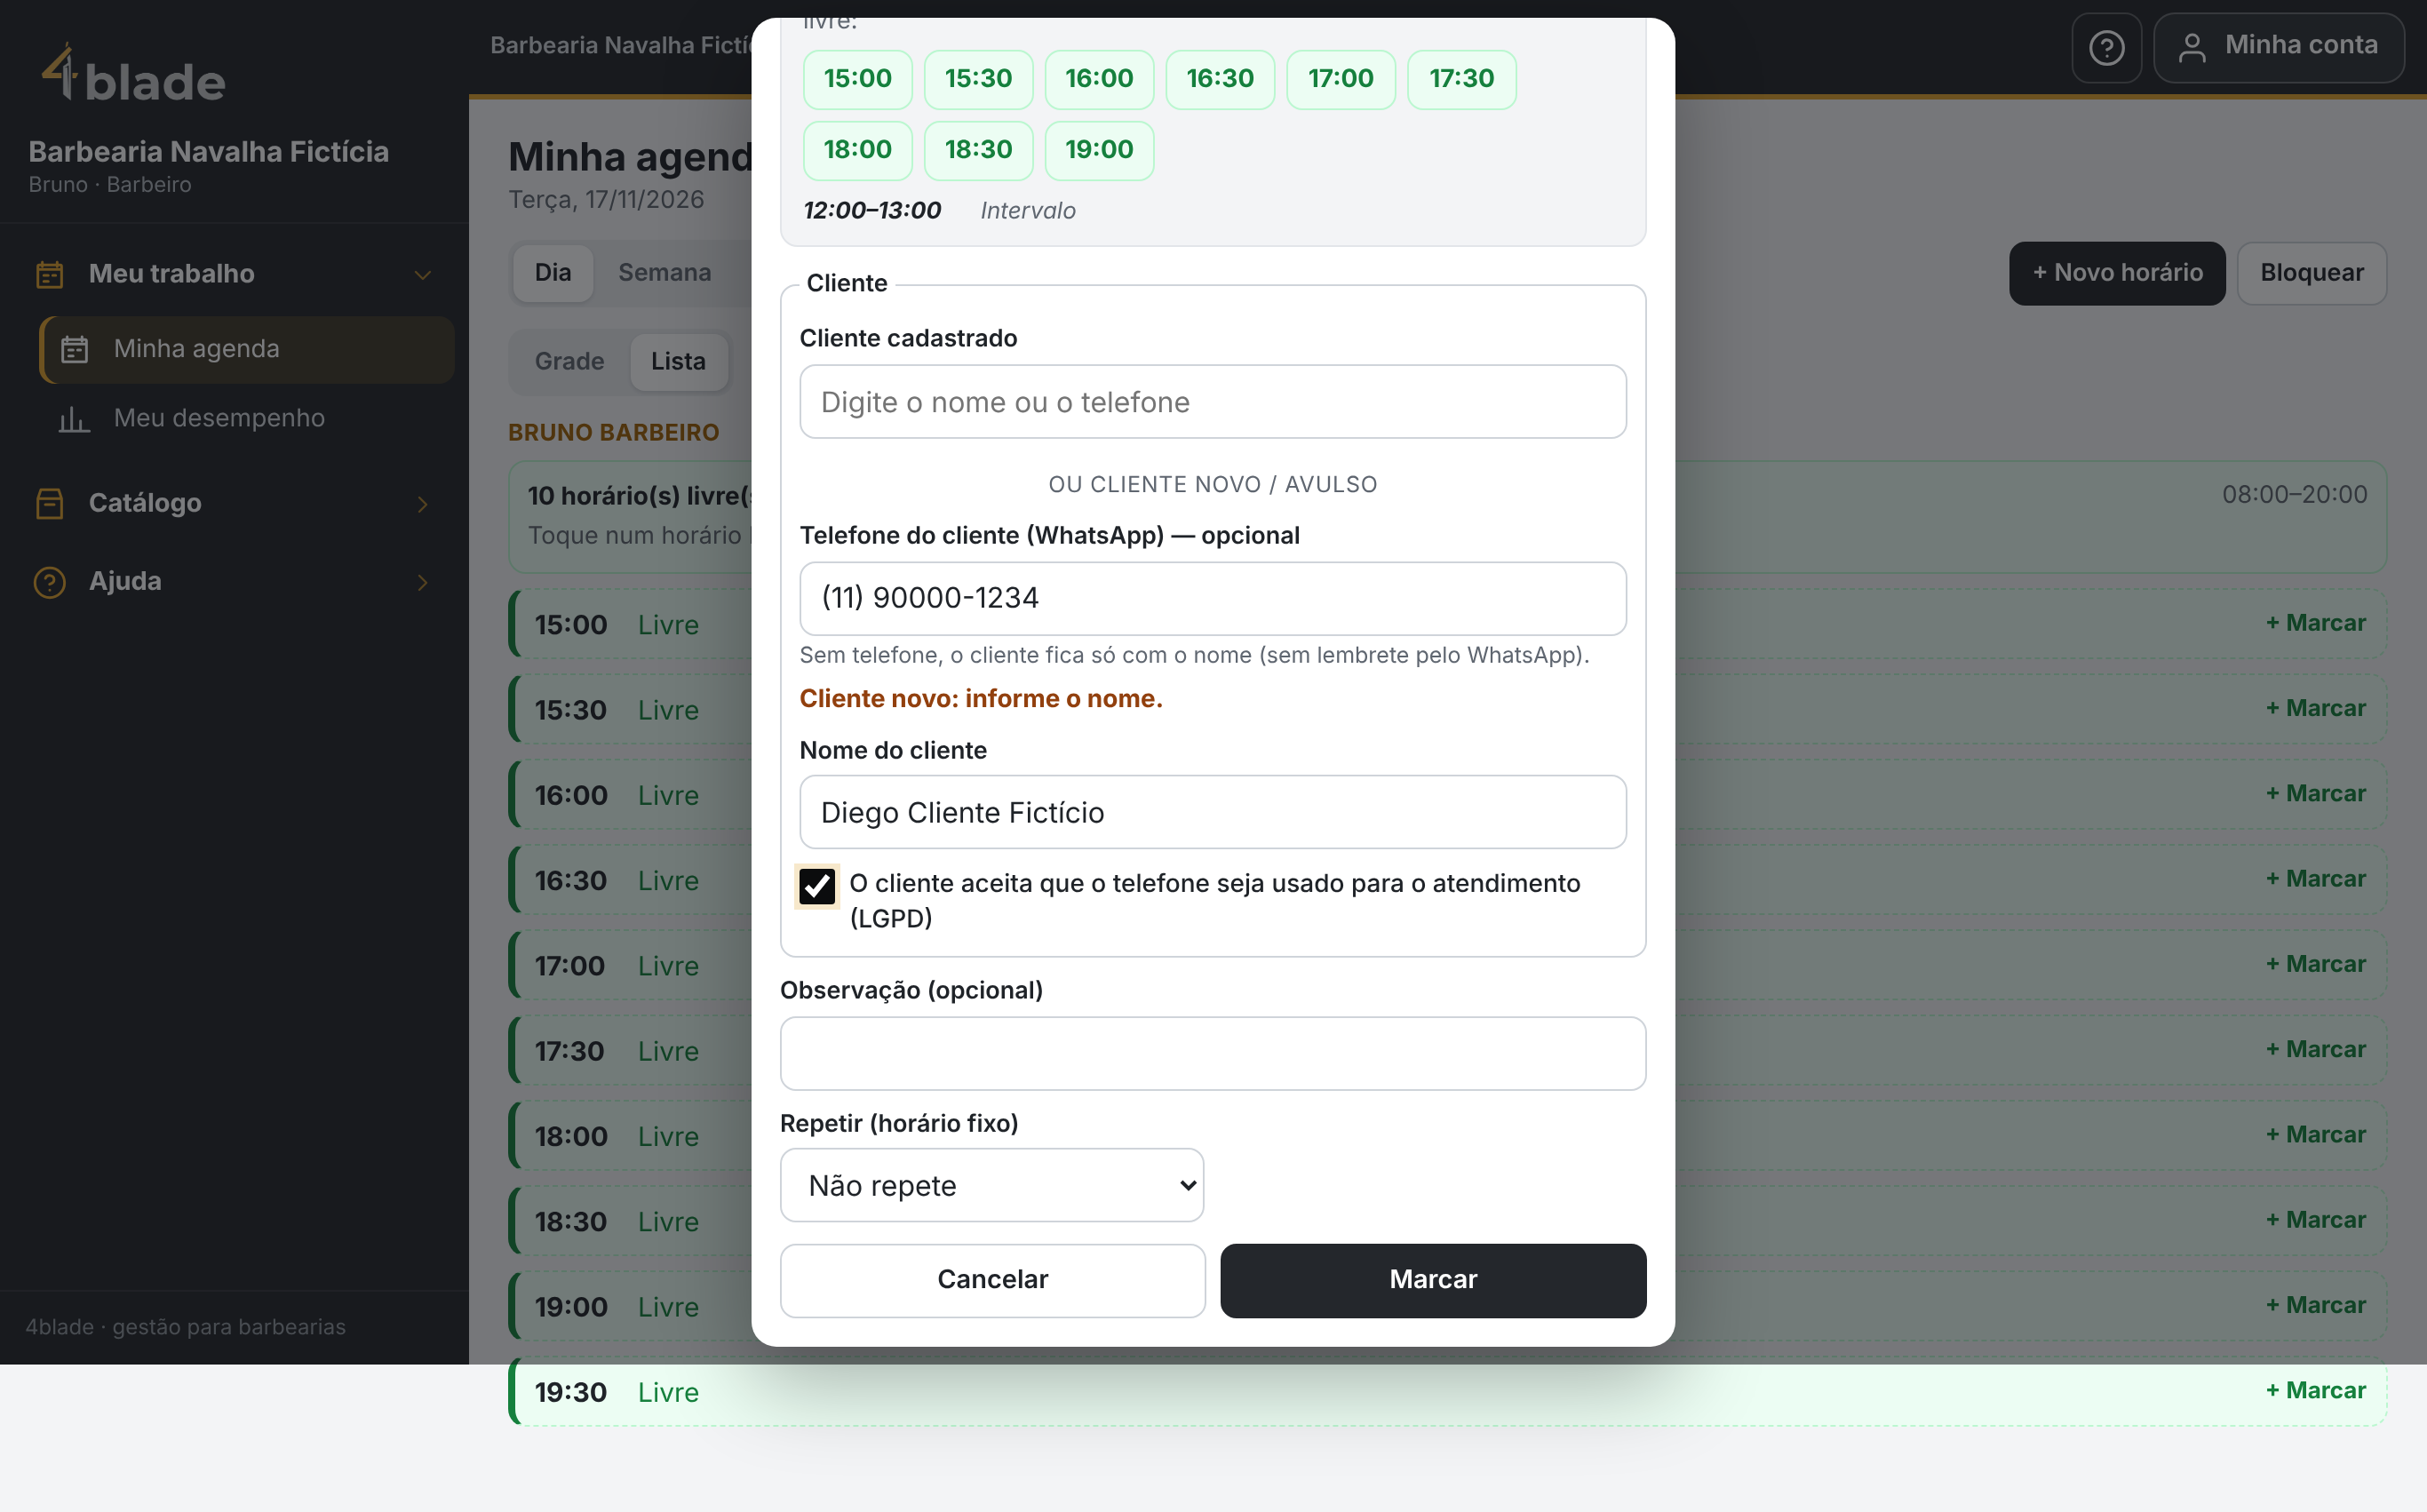 4blade
Barbearia Navalha Fictícia
Bruno · Barbeiro
Meu trabalho
Minha agenda
Meu desempenho
Catálogo
Ajuda
4blade · gestão para barbearias
Barbearia Navalha Fictí
Minha conta
Minha agend
Terça, 17/11/2026
Dia
Semana
+ Novo horário
Bloquear
Grade
Lista
BRUNO BARBEIRO
10 horário(s) livre(s
08:00–20:00
Toque num horário l
15:00 Livre
+ Marcar
15:30 Livre
+ Marcar
16:00 Livre
+ Marcar
16:30 Livre
+ Marcar
17:00 Livre
+ Marcar
17:30 Livre
+ Marcar
18:00 Livre
+ Marcar
18:30 Livre
+ Marcar
19:00 Livre
+ Marcar
19:30 Livre
+ Marcar
livre:
15:00 15:30 16:00 16:30 17:00 17:30
18:00 18:30 19:00
12:00–13:00 Intervalo
Cliente
Cliente cadastrado
Digite o nome ou o telefone
OU CLIENTE NOVO / AVULSO
Telefone do cliente (WhatsApp) — opcional
(11) 90000-1234
Sem telefone, o cliente fica só com o nome (sem lembrete pelo WhatsApp).
Cliente novo: informe o nome.
Nome do cliente
Diego Cliente Fictício
O cliente aceita que o telefone seja usado para o atendimento
(LGPD)
Observação (opcional)
Repetir (horário fixo)
Não repete
Cancelar
Marcar